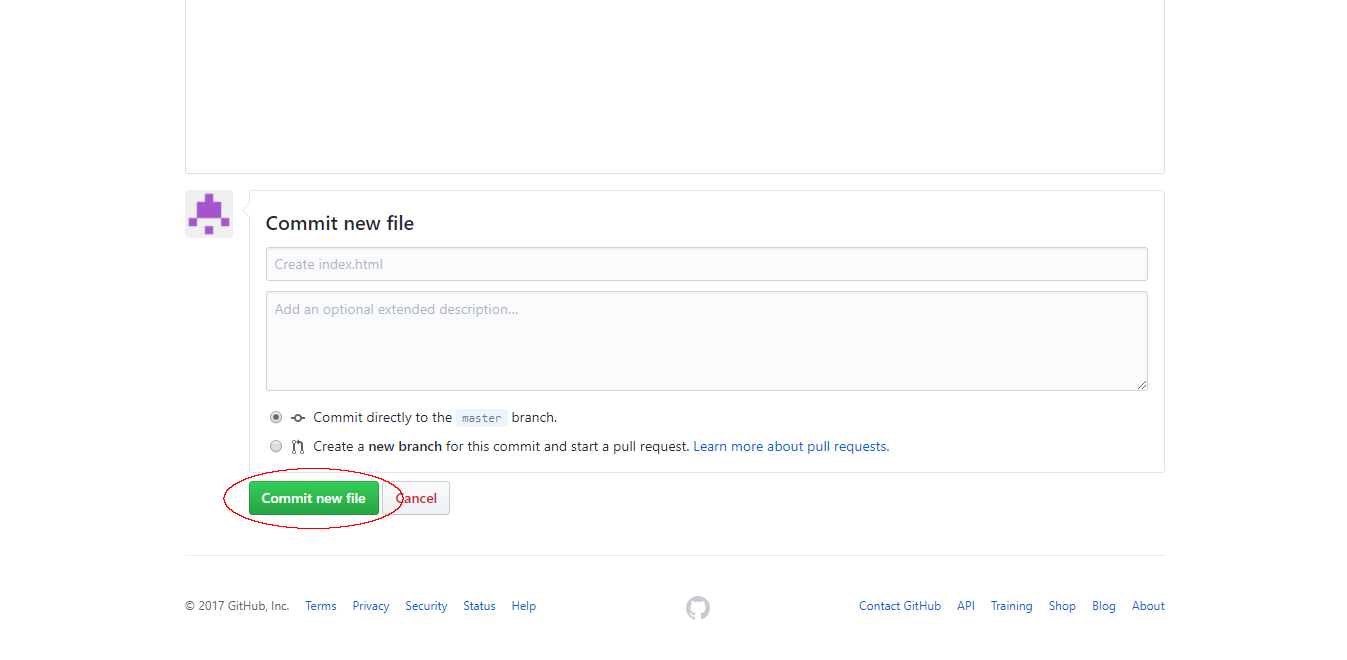 Commit new file
Create index.html
Add an optional extended description...
Commit directly to the master branch.
Create a new branch for this commit and start a pull request. Learn more about pull requests.
Commit new file Cancel
© 2017 GitHub, Inc. Terms Privacy Security Status Help Contact GitHub API Training Shop Blog About